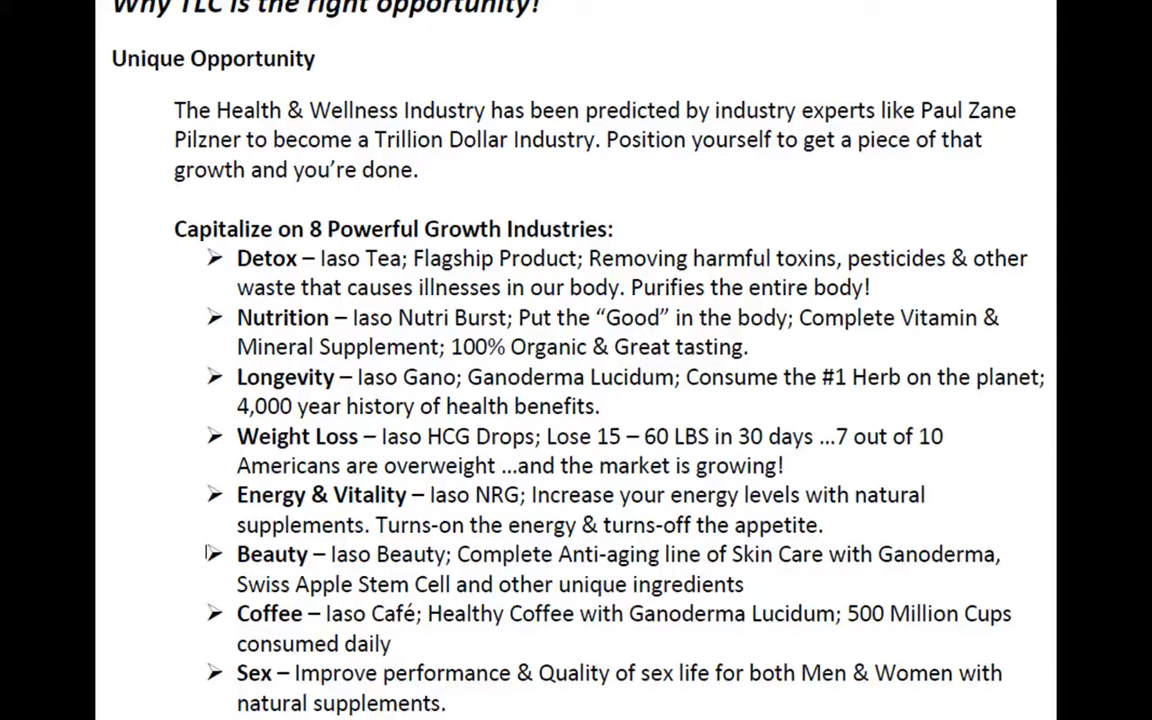 Why TLC is the right opportunity!
Unique Opportunity
The Health & Wellness Industry has been predicted by industry experts like Paul Zane
Pilzner to become a Trillion Dollar Industry. Position yourself to get a piece of that
growth and you’re done.
Capitalize on 8 Powerful Growth Industries:
➢ Detox – Iaso Tea; Flagship Product; Removing harmful toxins, pesticides & other
waste that causes illnesses in our body. Purifies the entire body!
➢ Nutrition – Iaso Nutri Burst; Put the “Good” in the body; Complete Vitamin &
Mineral Supplement; 100% Organic & Great tasting.
➢ Longevity – Iaso Gano; Ganoderma Lucidum; Consume the #1 Herb on the planet;
4,000 year history of health benefits.
➢ Weight Loss – Iaso HCG Drops; Lose 15 – 60 LBS in 30 days …7 out of 10
Americans are overweight …and the market is growing!
➢ Energy & Vitality – Iaso NRG; Increase your energy levels with natural
supplements. Turns-on the energy & turns-off the appetite.
➢ Beauty – Iaso Beauty; Complete Anti-aging line of Skin Care with Ganoderma,
Swiss Apple Stem Cell and other unique ingredients
➢ Coffee – Iaso Café; Healthy Coffee with Ganoderma Lucidum; 500 Million Cups
consumed daily
➢ Sex – Improve performance & Quality of sex life for both Men & Women with
natural supplements.